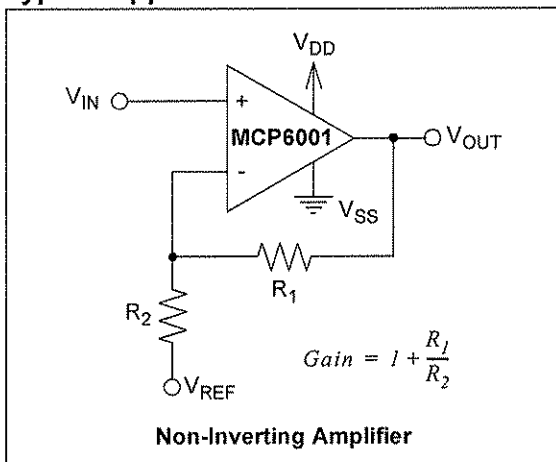 V_DD
V_IN
+
MCP6001
V_OUT
-
V_SS
R_1
R_2
Gain = 1 + R_1/R_2
V_REF
Non-Inverting Amplifier